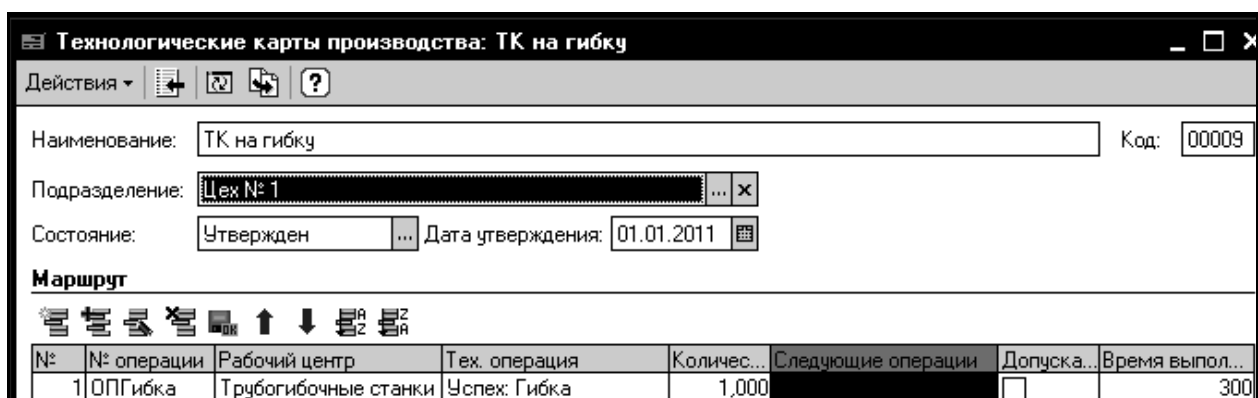 Технологические карты производства: ТК на гибку
Действия
Наименование: ТК на гибку Код: 00009
Подразделение: Цех № 1
Состояние: Утвержден ... Дата утверждения: 01.01.2011
Маршрут
№ № операции Рабочий центр Тех. операция Количес... Следующие операции Допуска... Время выпол...
1 ОПГибка Трубогибочные станки Успех: Гибка 1,000 300